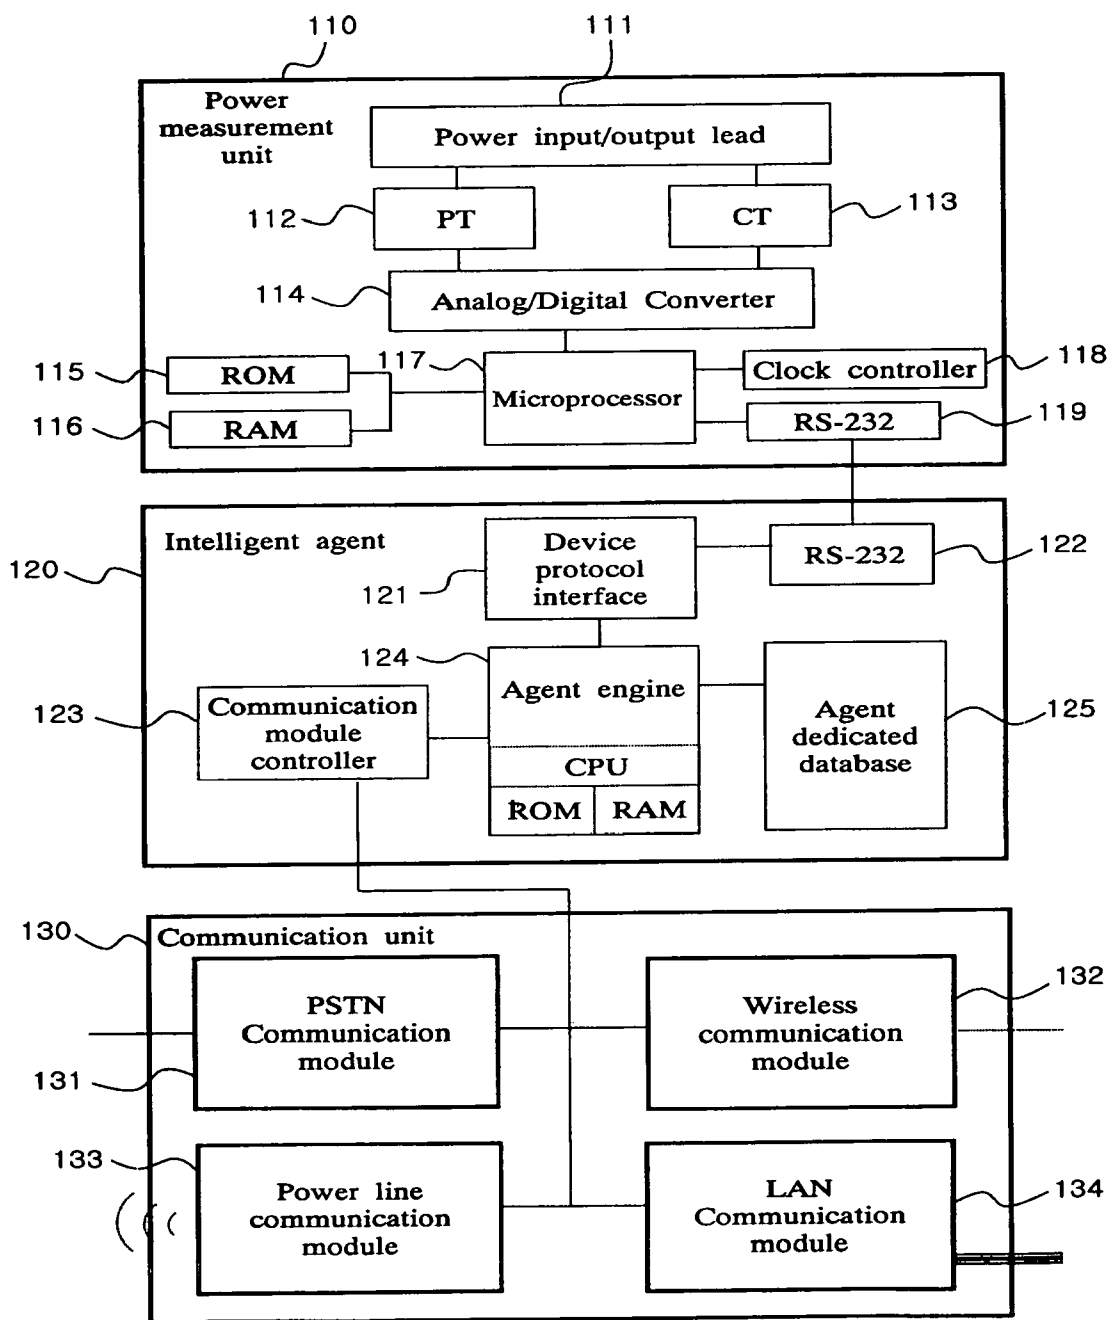 110
111
Power
measurement
unit
Power input/output lead
112
PT
CT
113
114
Analog/Digital Converter
115
ROM
117
Microprocessor
Clock controller
118
116
RAM
RS-232
119
Intelligent agent
120
Device
protocol
interface
121
RS-232
122
124
Agent engine
CPU
ROM
RAM
123
Communication
module
controller
Agent
dedicated
database
125
130
Communication unit
PSTN
Communication
module
131
Wireless
communication
module
132
133
Power line
communication
module
LAN
Communication
module
134